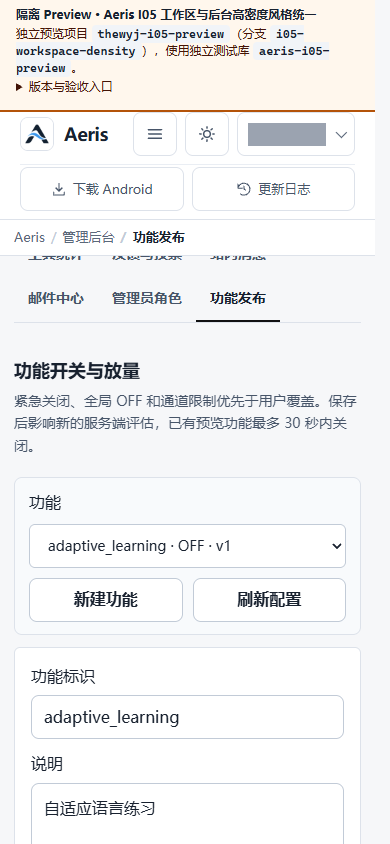 隔离 Preview · Aeris I05 工作区与后台高密度风格统一
独立预览项目 thewyj-i05-preview （分支 i05-
workspace-density ），使用独立测试库 aeris-i05-
preview 。
▶ 版本与验收入口
Aeris
下载 Android
更新日志
Aeris / 管理后台 / 功能发布
邮件中心 管理员角色 功能发布
功能开关与放量
紧急关闭、全局 OFF 和通道限制优先于用户覆盖。保存
后影响新的服务端评估，已有预览功能最多 30 秒内关
闭。
功能
adaptive_learning · OFF · v1
新建功能 刷新配置
功能标识
adaptive_learning
说明
自适应语言练习